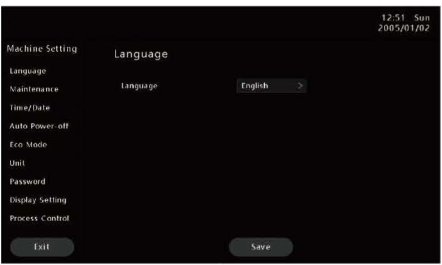 12:51 Sun
2005/01/02
Machine Setting
Language
Language
Maintenance
Language
English >
Time/Date
Auto Power-off
Eco Mode
Unit
Password
Display Setting
Process Control
Exit
Save